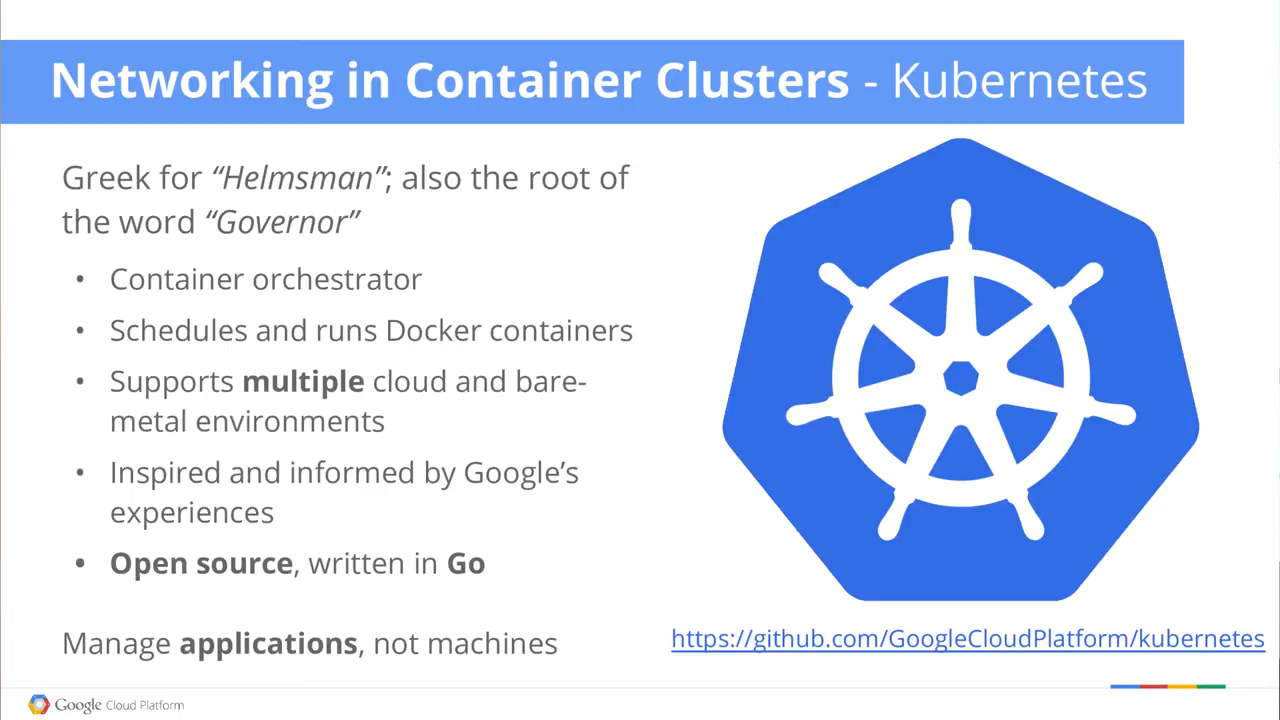 Networking in Container Clusters - Kubernetes
Greek for “Helmsman”; also the root of
the word “Governor”
• Container orchestrator
• Schedules and runs Docker containers
• Supports multiple cloud and bare-
metal environments
• Inspired and informed by Google’s
experiences
• Open source, written in Go
Manage applications, not machines
https://github.com/GoogleCloudPlatform/kubernetes
Google Cloud Platform